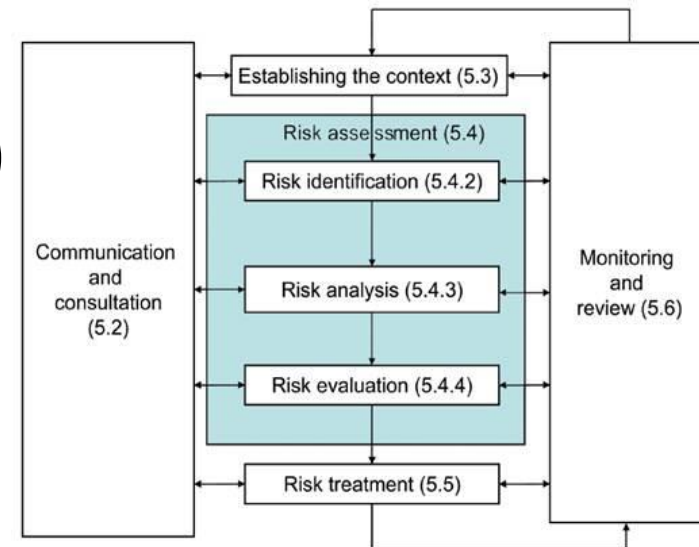 Establishing the context (5.3)
Risk assessment (5.4)
Risk identification (5.4.2)
Communication
and
consultation
(5.2)
Risk analysis (5.4.3)
Monitoring
and
review (5.6)
Risk evaluation (5.4.4)
Risk treatment (5.5)